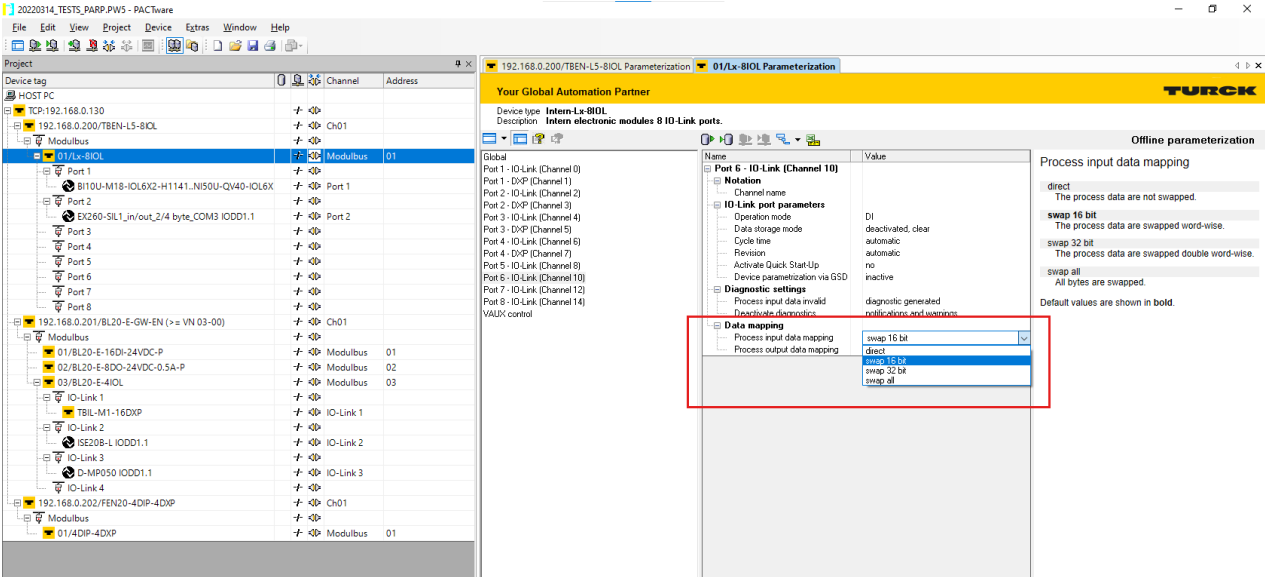 20220314_TESTS_PARP.PW5 - PACTware
File Edit View Project Device Extras Window Help
Project
Device tag Channel Address
HOST PC
TCP:192.168.0.130
192.168.0.200/TBEN-L5-8IOL Ch01
Modulbus
01/Lx-8IOL Modulbus 01
Port 1
BI10U-M18-IOL6X2-H1141..NI50U-QV40-IOL6X Port 1
Port 2
EX260-SIL1_in/out_2/4 byte_COM3 IODD1.1 Port 2
Port 3
Port 4
Port 5
Port 6
Port 7
Port 8
192.168.0.201/BL20-E-GW-EN (>= VN 03-00) Ch01
Modulbus
01/BL20-E-16DI-24VDC-P Modulbus 01
02/BL20-E-8DO-24VDC-0.5A-P Modulbus 02
03/BL20-E-4IOL Modulbus 03
IO-Link 1
TBIL-M1-16DXP IO-Link 1
IO-Link 2
ISE20B-L IODD1.1 IO-Link 2
IO-Link 3
D-MP050 IODD1.1 IO-Link 3
IO-Link 4
192.168.0.202/FEN20-4DIP-4DXP Ch01
Modulbus
01/4DIP-4DXP Modulbus 01
192.168.0.200/TBEN-L5-8IOL Parameterization 01/Lx-8IOL Parameterization
Your Global Automation Partner TURCK
Device type Intern-Lx-8IOL
Description Intern electronic modules 8 IO-Link ports.
Offline parameterization
Global
Port 1 - IO-Link (Channel 0)
Port 1 - DXP (Channel 1)
Port 2 - IO-Link (Channel 2)
Port 2 - DXP (Channel 3)
Port 3 - IO-Link (Channel 4)
Port 3 - DXP (Channel 5)
Port 4 - IO-Link (Channel 6)
Port 4 - DXP (Channel 7)
Port 5 - IO-Link (Channel 8)
Port 6 - IO-Link (Channel 10)
Port 7 - IO-Link (Channel 12)
Port 8 - IO-Link (Channel 14)
VAUX control
Name Value
Port 6 - IO-Link (Channel 10)
Notation
Channel name
IO-Link port parameters
Operation mode DI
Data storage mode deactivated, clear
Cycle time automatic
Revision automatic
Activate Quick Start-Up no
Device parametrization via GSD inactive
Diagnostic settings
Process input data invalid diagnostic generated
Deactivate diagnostics notifications and warnings
Data mapping
Process input data mapping swap 16 bit
Process output data mapping direct
swap 16 bit
swap 32 bit
swap all
Process input data mapping
direct
The process data are not swapped.
swap 16 bit
The process data are swapped word-wise.
swap 32 bit
The process data are swapped double word-wise.
swap all
All bytes are swapped.
Default values are shown in bold.